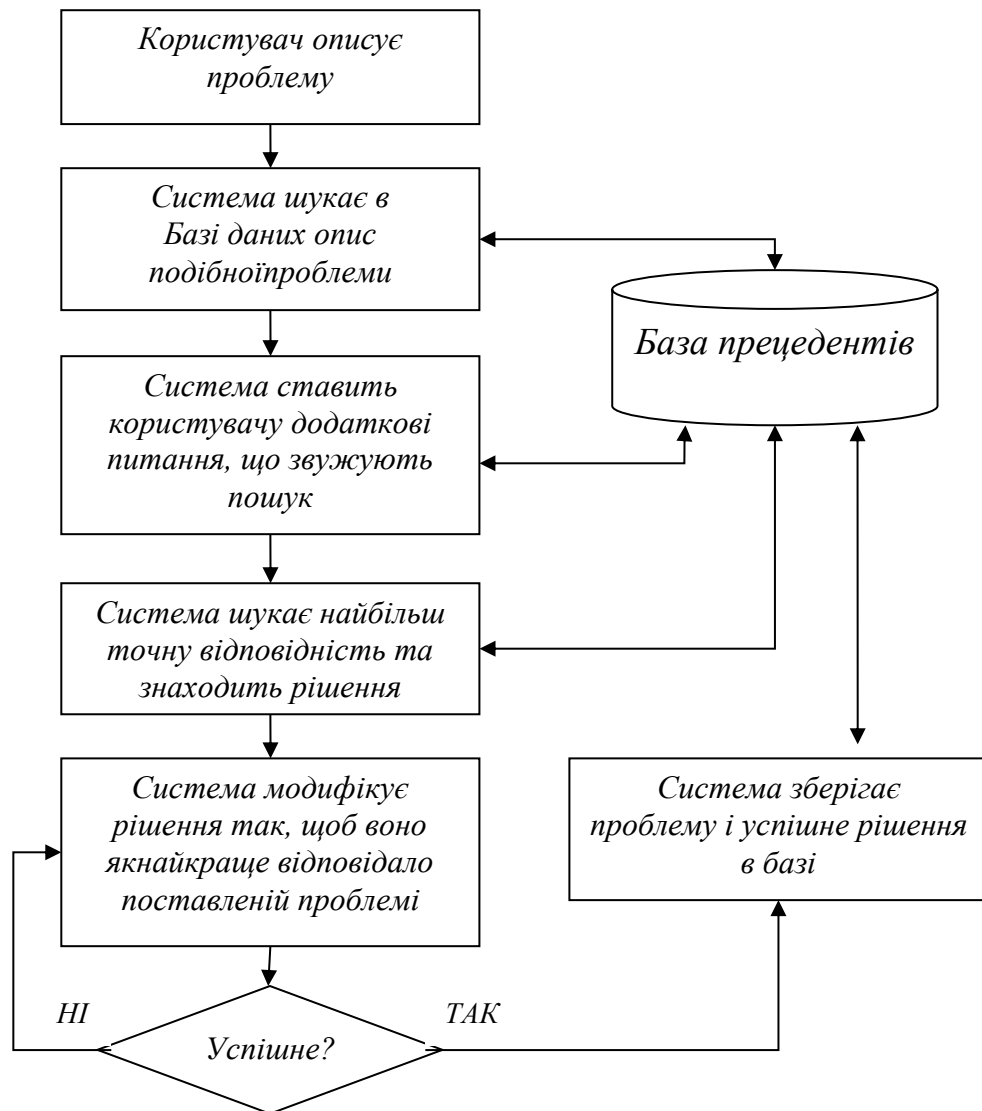 Користувач описує
проблему
Система шукає в
Базі даних опис
подібноїпроблеми
База прецедентів
Система ставить
користувачу додаткові
питання, що звужують
пошук
Система шукає найбільш
точну відповідність та
знаходить рішення
Система модифікує
рішення так, щоб воно
якнайкраще відповідало
поставленій проблемі
Система зберігає
проблему і успішне рішення
в базі
НІ
ТАК
Успішне?